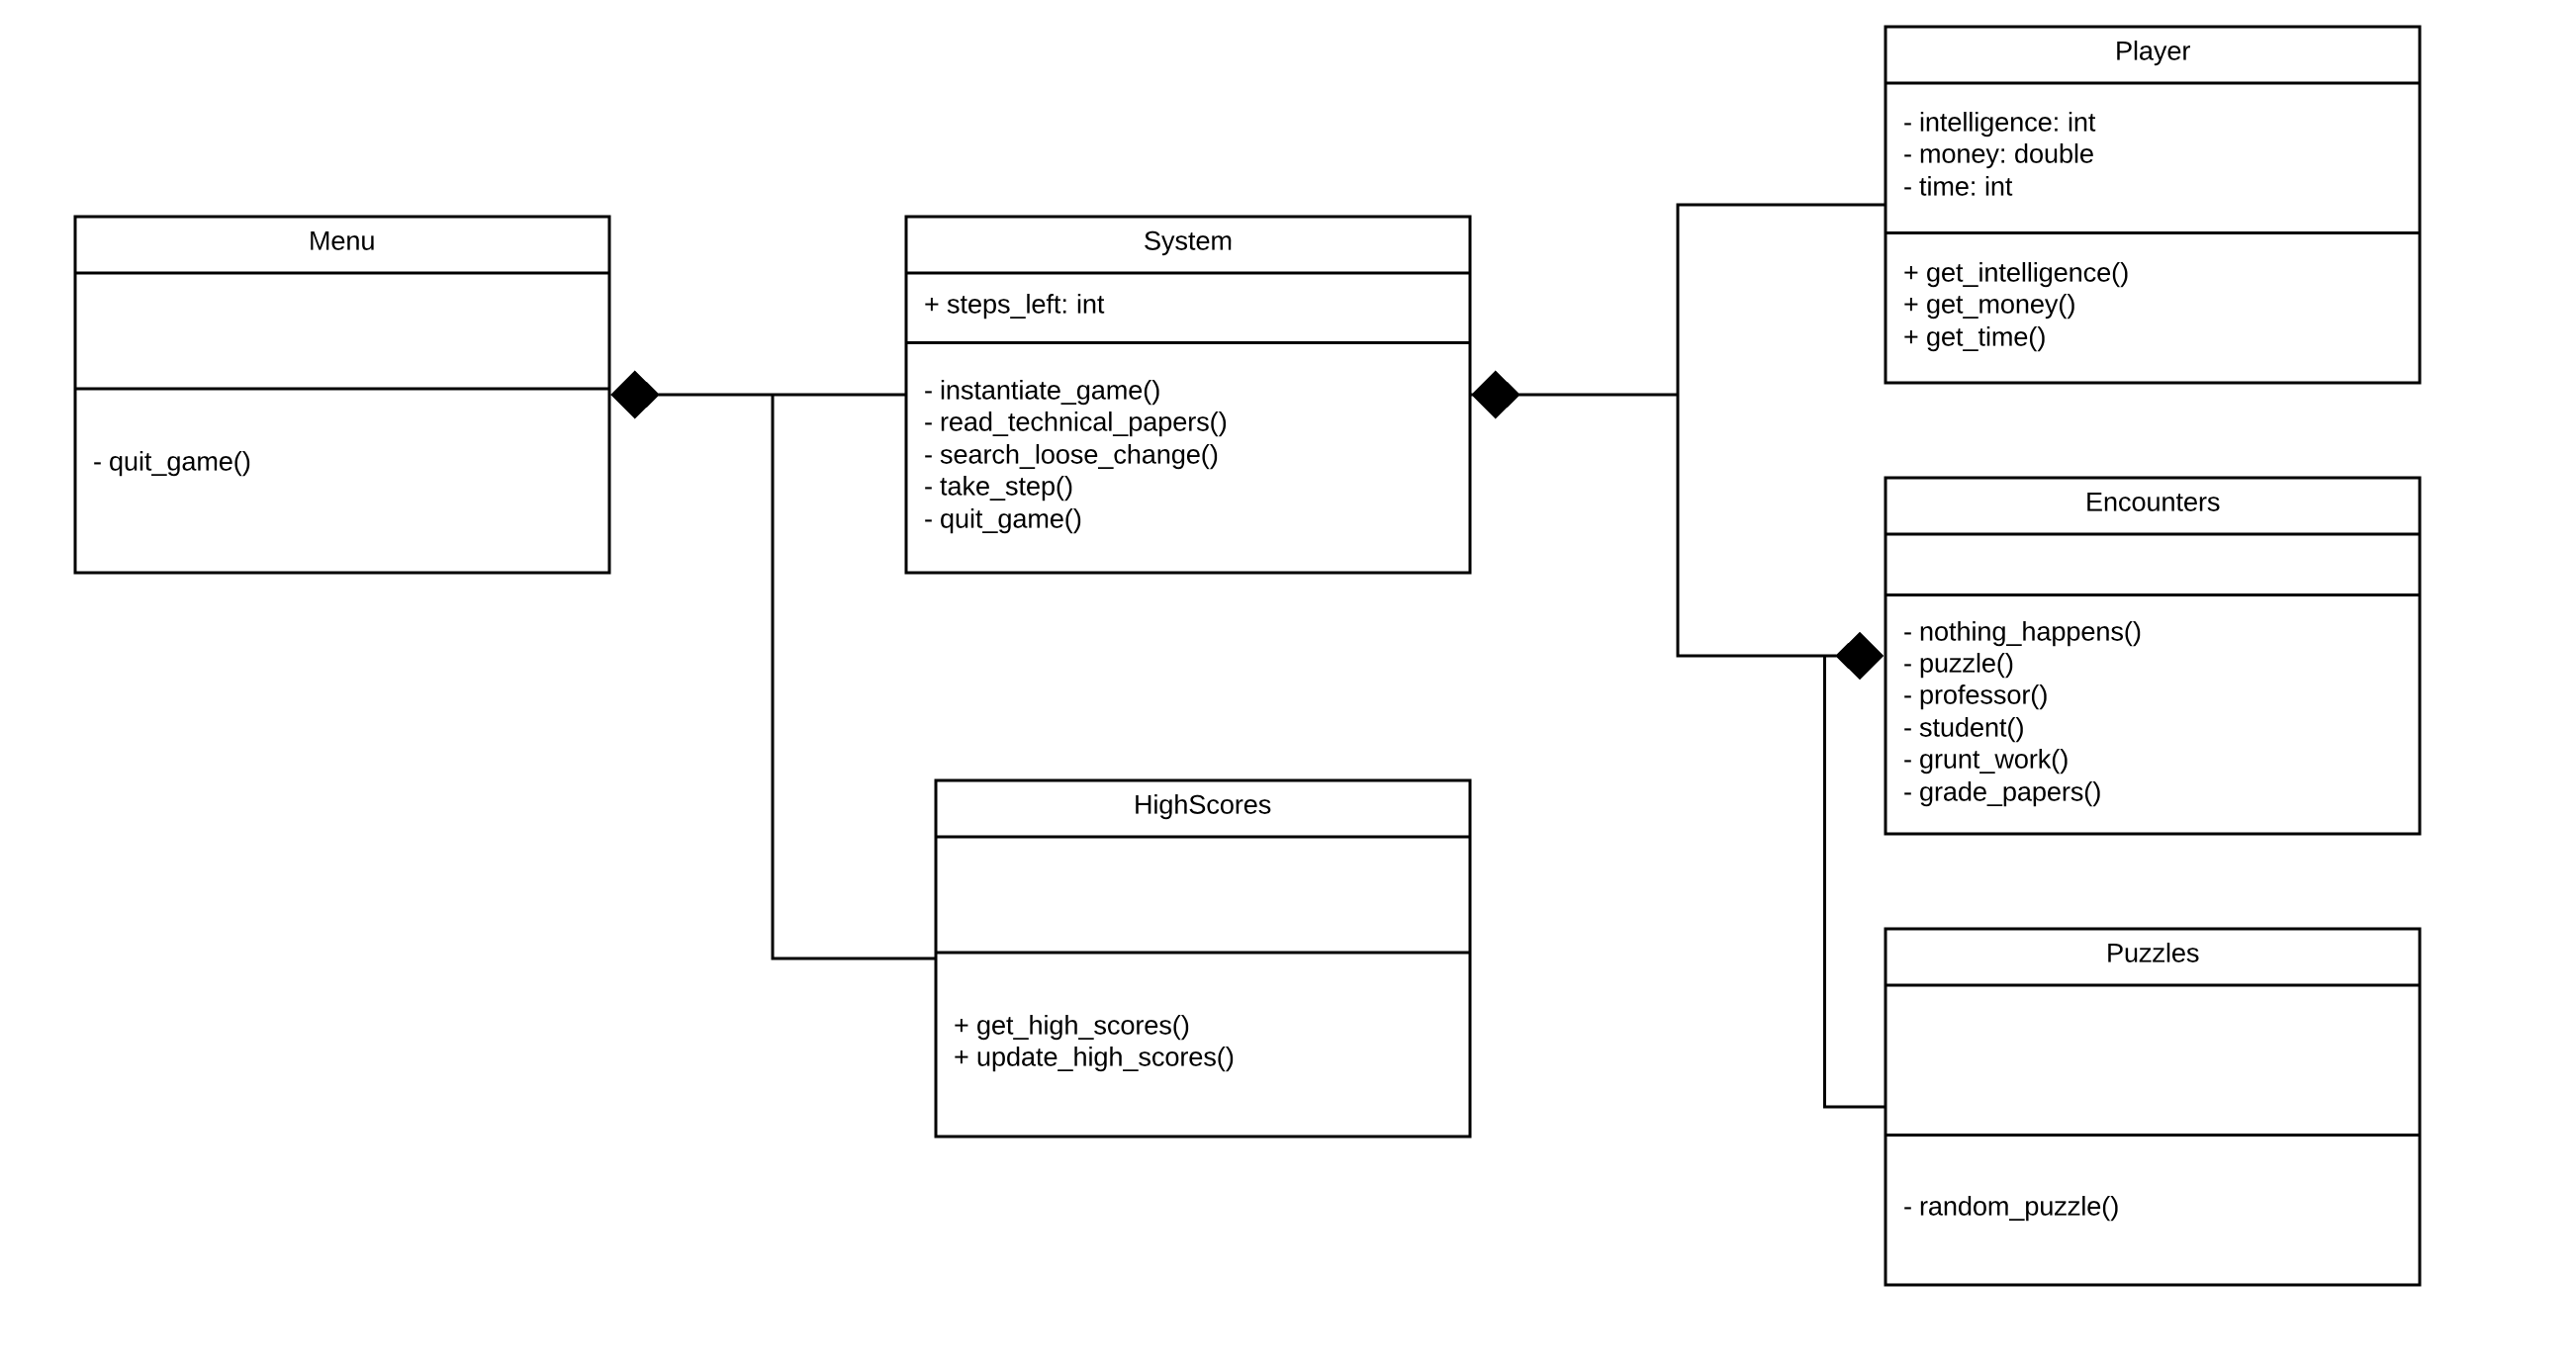 Menu
- quit_game()
System
+ steps_left: int
- instantiate_game()
- read_technical_papers()
- search_loose_change()
- take_step()
- quit_game()
HighScores
+ get_high_scores()
+ update_high_scores()
Player
- intelligence: int
- money: double
- time: int
+ get_intelligence()
+ get_money()
+ get_time()
Encounters
- nothing_happens()
- puzzle()
- professor()
- student()
- grunt_work()
- grade_papers()
Puzzles
- random_puzzle()